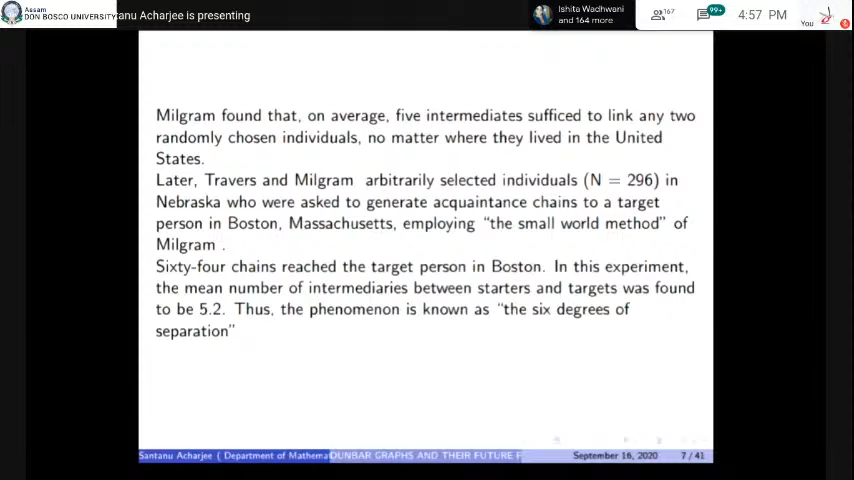 Assam
DON BOSCO UNIVERSITY
tanu Acharjee is presenting
Ishita Wadhwani
and 164 more
167
99+
4:57 PM
You
Milgram found that, on average, five intermediates sufficed to link any two
randomly chosen individuals, no matter where they lived in the United
States.
Later, Travers and Milgram arbitrarily selected individuals (N = 296) in
Nebraska who were asked to generate acquaintance chains to a target
person in Boston, Massachusetts, employing "the small world method" of
Milgram .
Sixty-four chains reached the target person in Boston. In this experiment,
the mean number of intermediaries between starters and targets was found
to be 5.2. Thus, the phenomenon is known as "the six degrees of
separation"
Santanu Acharjee ( Department of Mathema
DUNBAR GRAPHS AND THEIR FUTURE F
September 16, 2020
7 / 41